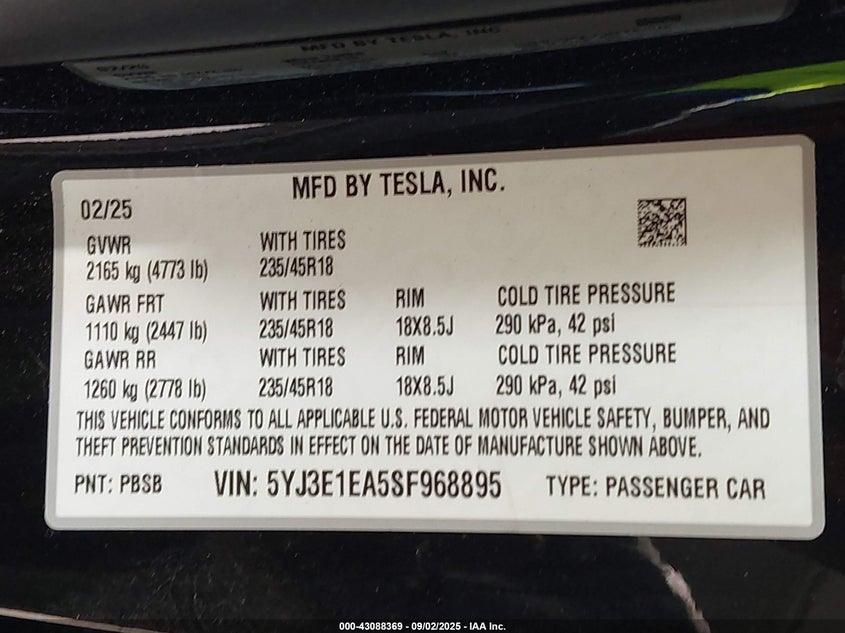 MFD BY TESLA, INC.
02/25
GVWR WITH TIRES
2165 kg (4773 lb) 235/45R18
GAWR FRT WITH TIRES RIM COLD TIRE PRESSURE
1110 kg (2447 lb) 235/45R18 18X8.5J 290 kPa, 42 psi
GAWR RR WITH TIRES RIM COLD TIRE PRESSURE
1260 kg (2778 lb) 235/45R18 18X8.5J 290 kPa, 42 psi
THIS VEHICLE CONFORMS TO ALL APPLICABLE U.S. FEDERAL MOTOR VEHICLE SAFETY, BUMPER, AND
THEFT PREVENTION STANDARDS IN EFFECT ON THE DATE OF MANUFACTURE SHOWN ABOVE.
PNT: PBSB VIN: 5YJ3E1EA5SF968895 TYPE: PASSENGER CAR
000-43088369 - 09/02/2025 - IAA Inc.